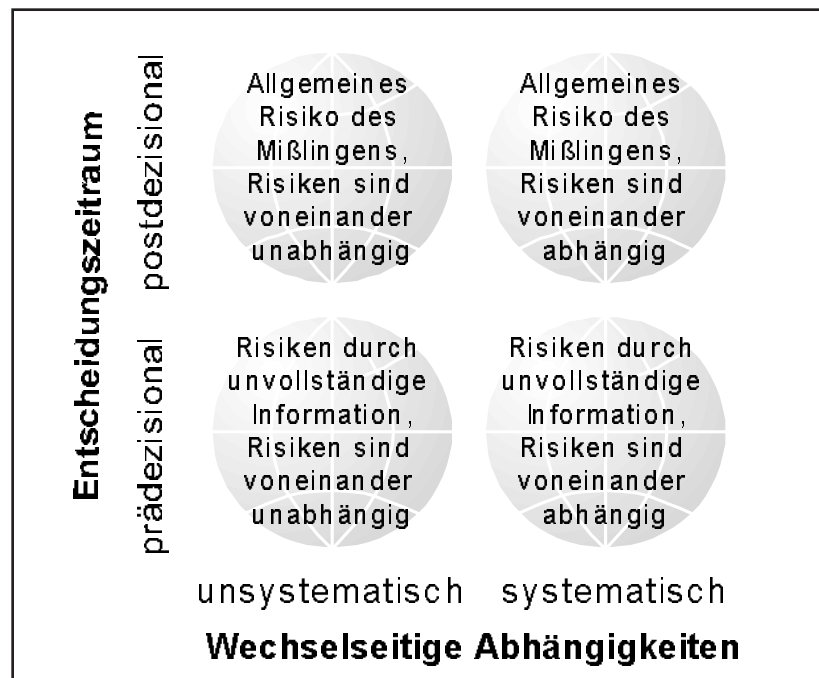 Entscheidungszeitraum
postdezisional
Allgemeines
Risiko des
Mißlingens,
Risiken sind
voneinander
unabhängig
Allgemeines
Risiko des
Mißlingens,
Risiken sind
voneinander
abhängig
prädezisional
Risiken durch
unvollständige
Information,
Risiken sind
voneinander
unabhängig
Risiken durch
unvollständige
Information,
Risiken sind
voneinander
abhängig
unsystematisch
systematisch
Wechselseitige Abhängigkeiten